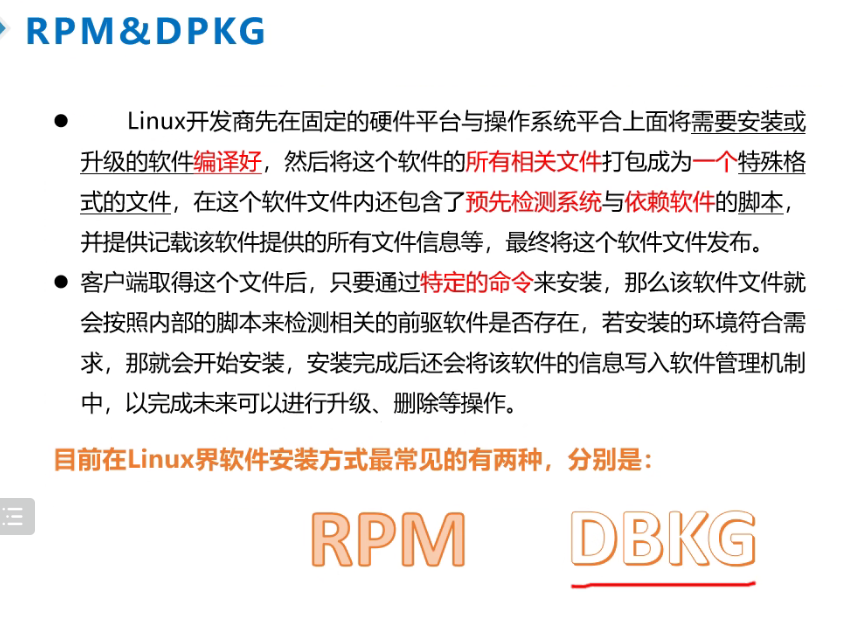 RPM&DPKG
● Linux开发商先在固定的硬件平台与操作系统平台上面将需要安装或
升级的软件编译好，然后将这个软件的所有相关文件打包成为一个特殊格
式的文件，在这个软件文件内还包含了预先检测系统与依赖软件的脚本，
并提供记载该软件提供的所有文件信息等，最终将这个软件文件发布。
● 客户端取得这个文件后，只要通过特定的命令来安装，那么该软件文件就
会按照内部的脚本来检测相关的前驱软件是否存在，若安装的环境符合需
求，那就会开始安装，安装完成后还会将该软件的信息写入软件管理机制
中，以完成未来可以进行升级、删除等操作。
目前在Linux界软件安装方式最常见的有两种，分别是：
RPM DBKG